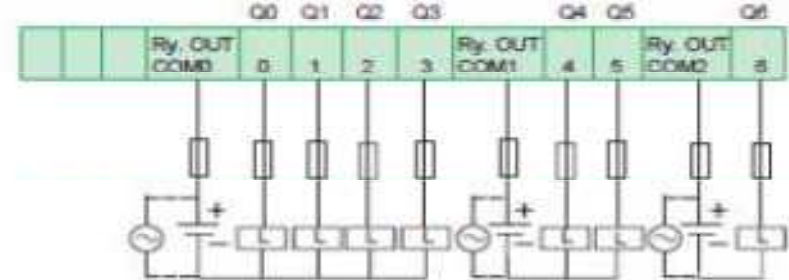 Q0 Q1 Q2 Q3 Q4 Q5 Q6
Ry. OUT Ry. OUT Ry. OUT
COM0 0 1 2 3 COM1 4 5 COM2 6
+ + +
L L L L L L L